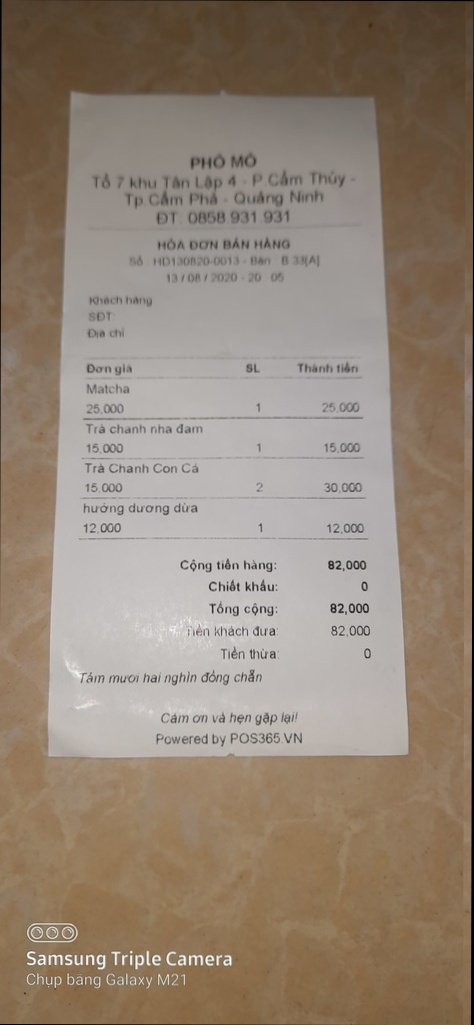 PHỐ MỎ
Tổ 7 khu Tân Lập 4 - P Cẩm Thủy -
Tp.Cẩm Phả - Quảng Ninh
ĐT: 0858.931.931
HÓA ĐƠN BÁN HÀNG
Số: HD130820-0013 - Bàn: B.33[A]
13 / 08 / 2020 - 20 : 05
Khách hàng
SĐT:
Địa chỉ
Đơn giá SL Thành tiền
Matcha
25,000 1 25,000
Trà chanh nha đam
15,000 1 15,000
Trà Chanh Con Cá
15,000 2 30,000
hướng dương dừa
12,000 1 12,000
Cộng tiền hàng: 82,000
Chiết khấu: 0
Tổng cộng: 82,000
Tiền khách đưa: 82,000
Tiền thừa: 0
Tám mươi hai nghìn đồng chẵn
Cám ơn và hẹn gặp lại!
Powered by POS365.VN
Samsung Triple Camera
Chụp bằng Galaxy M21